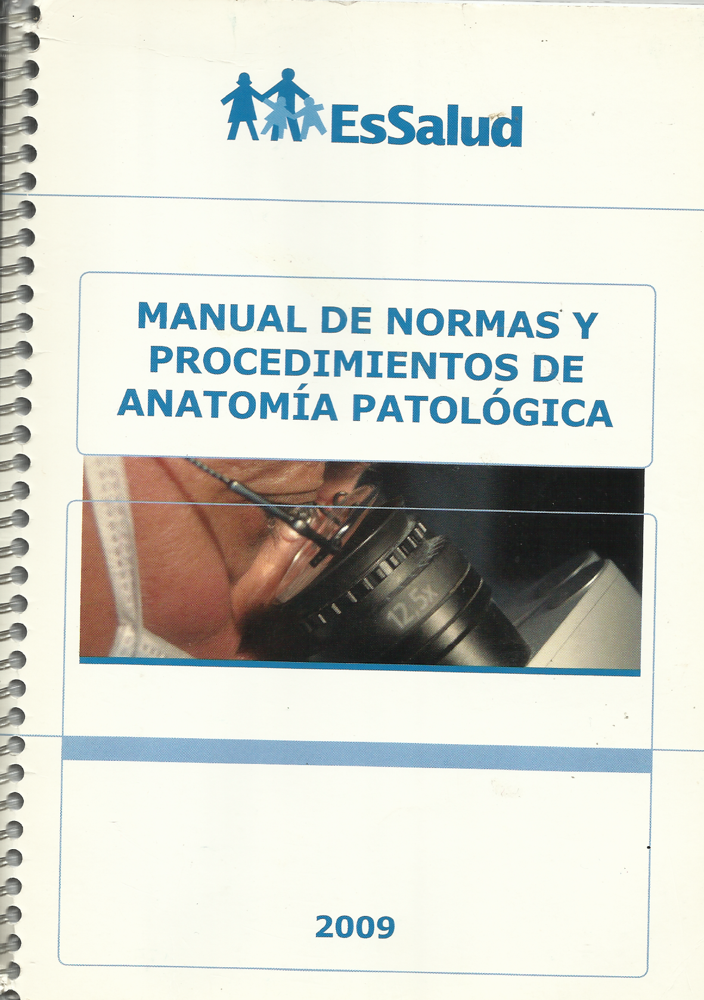 EsSalud
MANUAL DE NORMAS Y
PROCEDIMIENTOS DE
ANATOMÍA PATOLÓGICA
12.5x
2009